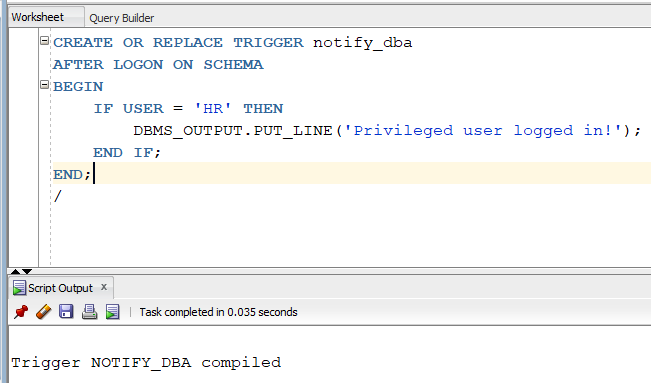 Worksheet Query Builder
CREATE OR REPLACE TRIGGER notify_dba
AFTER LOGON ON SCHEMA
BEGIN
    IF USER = 'HR' THEN
        DBMS_OUTPUT.PUT_LINE('Privileged user logged in!');
    END IF;
END;
/
Script Output x
Task completed in 0.035 seconds
Trigger NOTIFY_DBA compiled